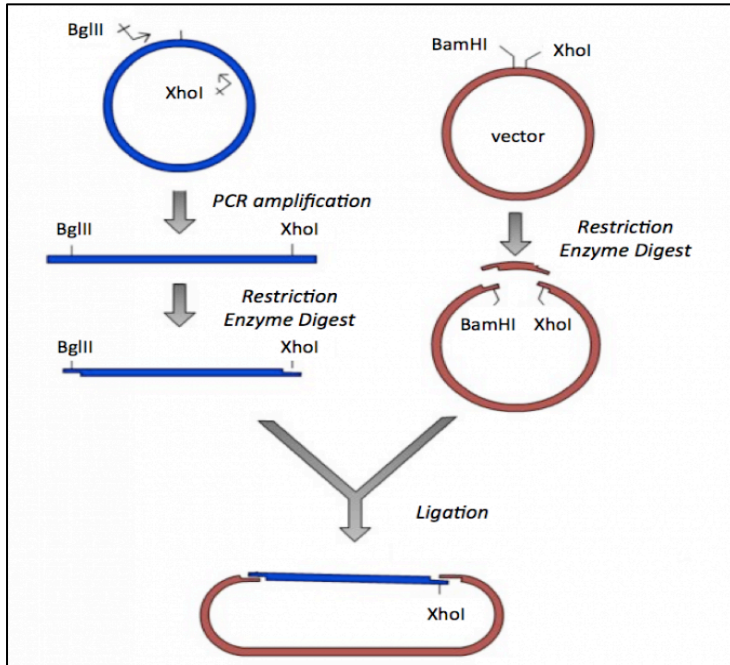 BglII
XhoI
BamHI
XhoI
vector
PCR amplification
BglII
XhoI
Restriction
Enzyme Digest
Restriction
Enzyme Digest
BglII
XhoI
BamHI
XhoI
Ligation
XhoI